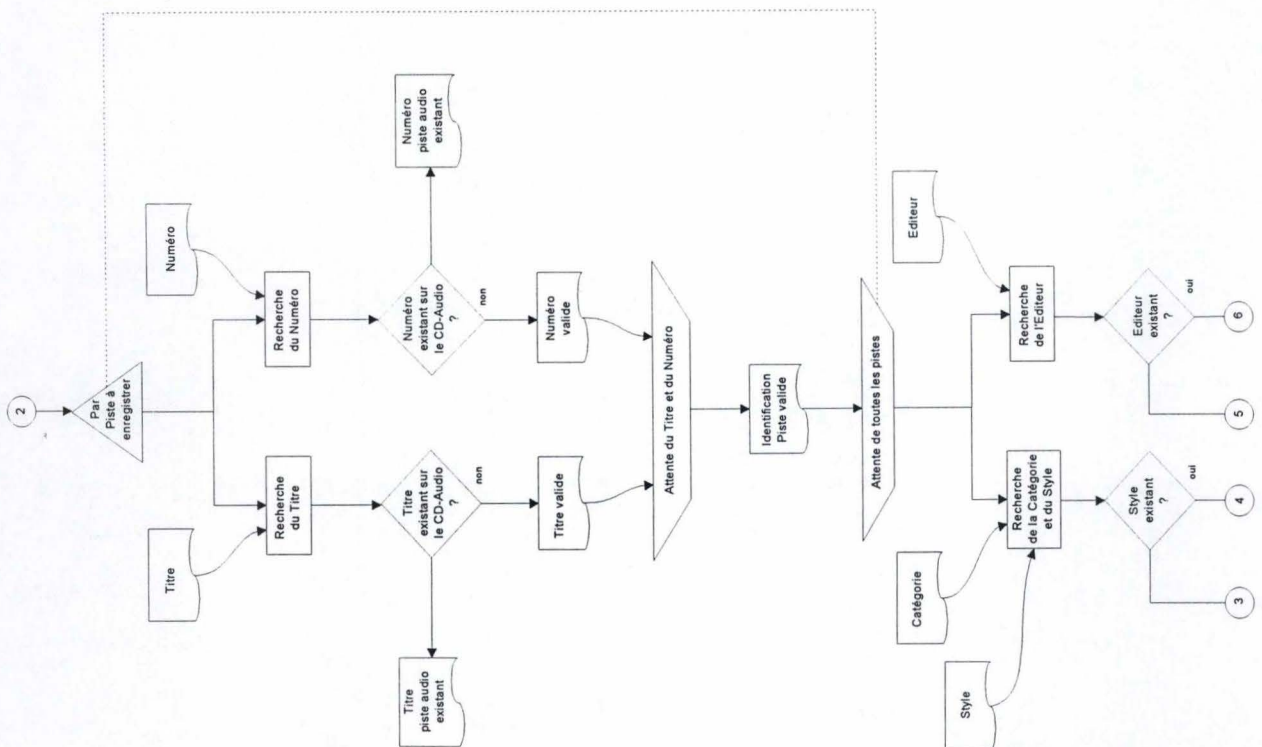 2
Par
Piste à
enregistrer
Titre
Numéro
Recherche
du Titre
Recherche
du Numéro
Titre
piste audio
existant
Titre
existant sur
le CD-Audio
?
Numéro
existant sur
le CD-Audio
?
Numéro
piste audio
existant
non
non
Titre valide
Numéro
valide
Attente du Titre et du Numéro
Identification
Piste valide
Attente de toutes les pistes
Style
Catégorie
Editeur
Recherche
de la Catégorie
et du Style
Recherche
de l'Editeur
Style
existant
?
Editeur
existant
?
oui
oui
3
4
5
6